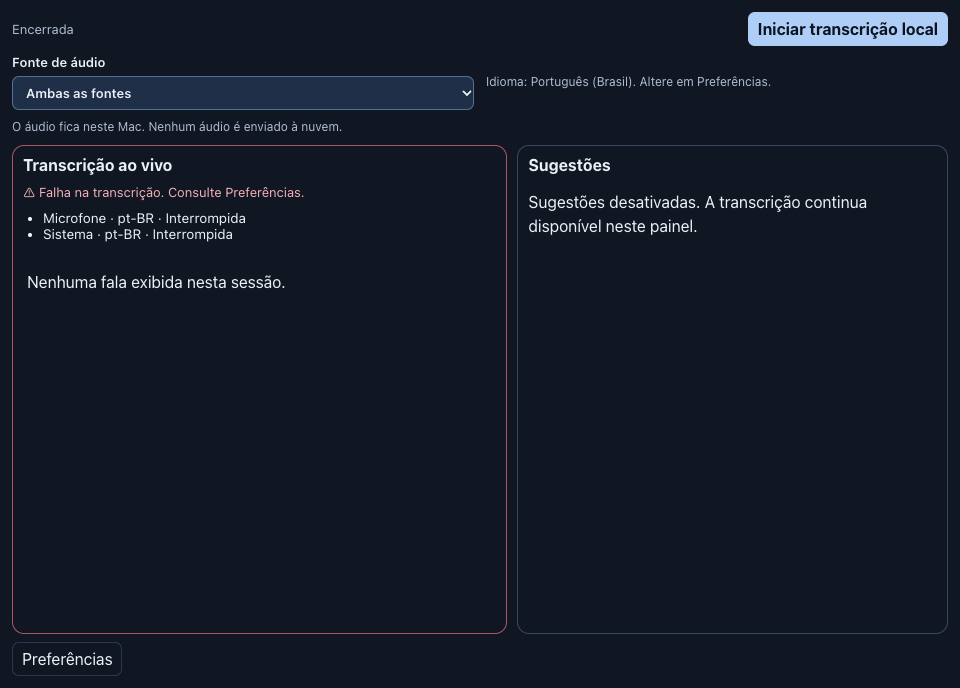 Encerrada
Iniciar transcrição local
Fonte de áudio
Ambas as fontes
Idioma: Português (Brasil). Altere em Preferências.
O áudio fica neste Mac. Nenhum áudio é enviado à nuvem.
Transcrição ao vivo
⚠ Falha na transcrição. Consulte Preferências.
• Microfone · pt-BR · Interrompida
• Sistema · pt-BR · Interrompida
Nenhuma fala exibida nesta sessão.
Sugestões
Sugestões desativadas. A transcrição continua
disponível neste painel.
Preferências